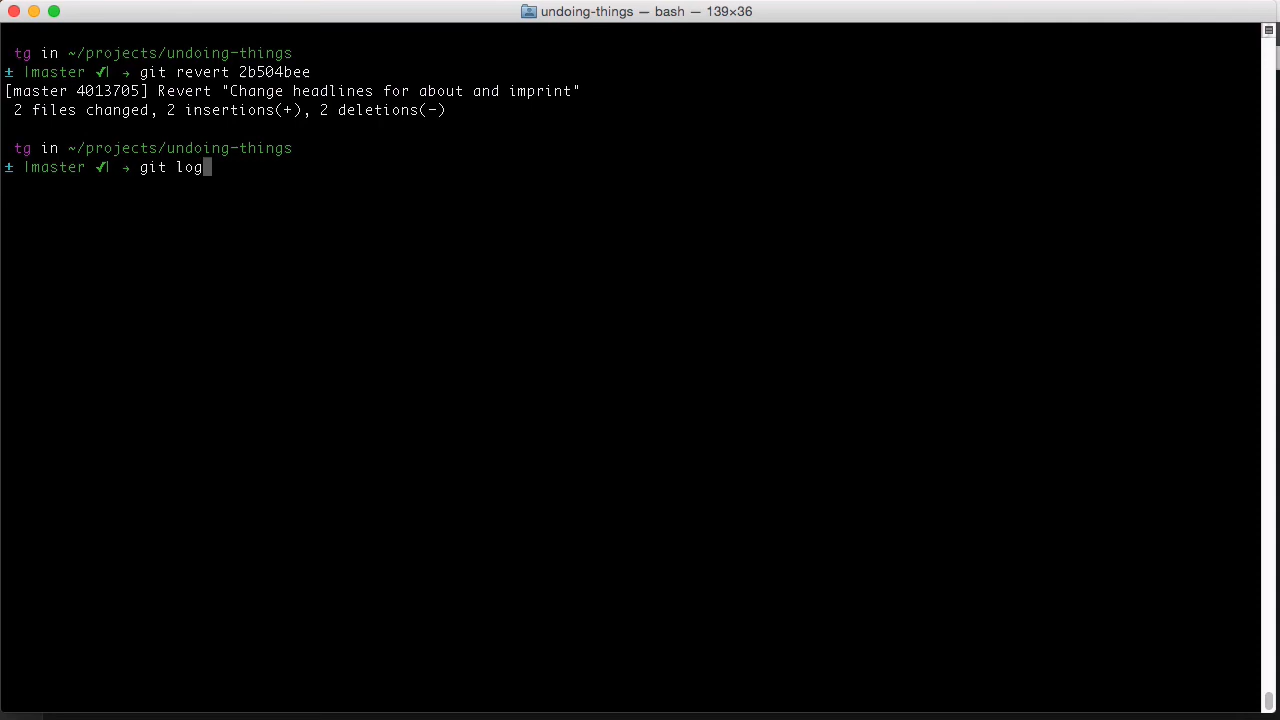 undoing-things — bash — 139×36
tg in ~/projects/undoing-things
± |master ✓| → git revert 2b504bee
[master 4013705] Revert "Change headlines for about and imprint"
2 files changed, 2 insertions(+), 2 deletions(-)
tg in ~/projects/undoing-things
± |master ✓| → git log